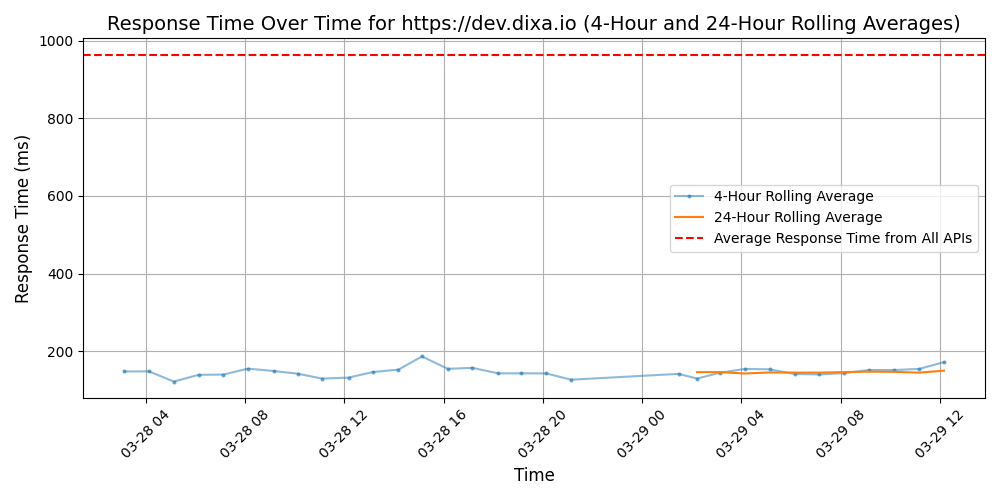 Response Time Over Time for https://dev.dixa.io (4-Hour and 24-Hour Rolling Averages)
Response Time (ms)
1000
800
600
400
200
4-Hour Rolling Average
24-Hour Rolling Average
Average Response Time from All APIs
03-28 04
03-28 08
03-28 12
03-28 16
03-28 20
03-29 00
03-29 04
03-29 08
03-29 12
Time